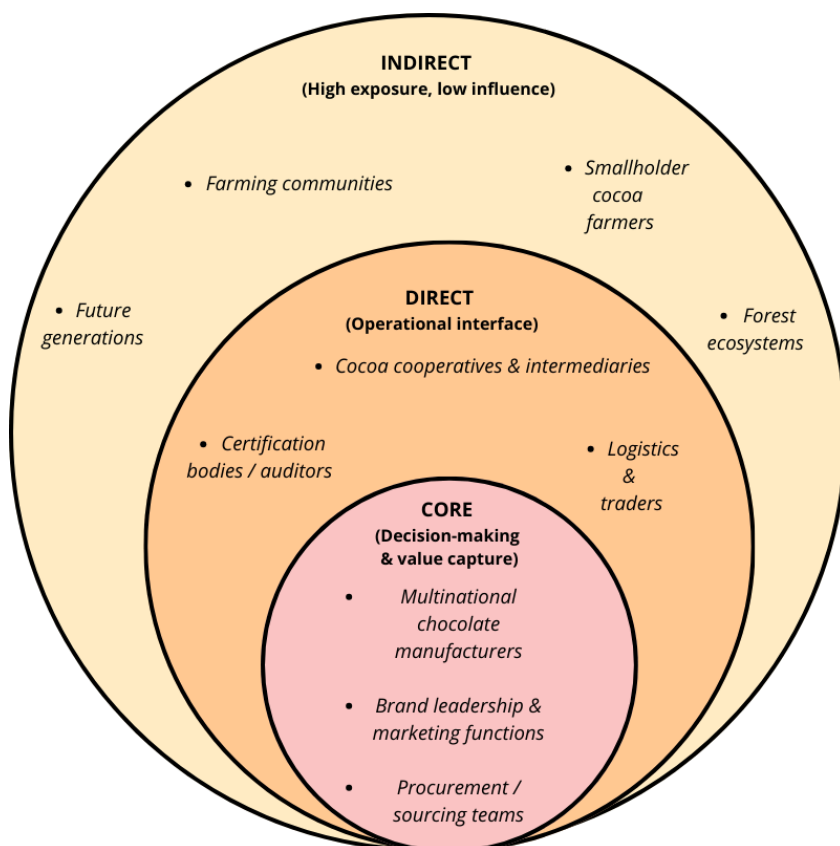 INDIRECT
(High exposure, low influence)
• Farming communities
• Smallholder
cocoa
farmers
• Future
generations
• Forest
ecosystems
DIRECT
(Operational interface)
• Cocoa cooperatives & intermediaries
• Certification
bodies / auditors
• Logistics
&
traders
CORE
(Decision-making
& value capture)
• Multinational
chocolate
manufacturers
• Brand leadership &
marketing functions
• Procurement /
sourcing teams